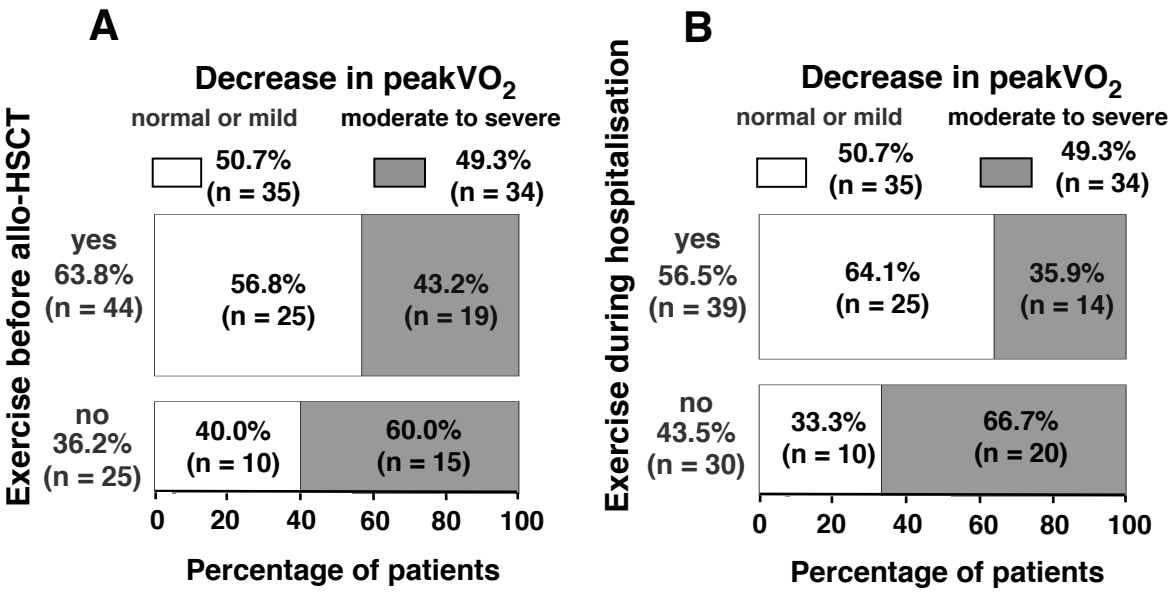 A
Exercise before allo-HSCT
Decrease in peakVO2
normal or mild
moderate to severe
50.7%
(n = 35)
49.3%
(n = 34)
yes
63.8%
(n = 44)
56.8%
(n = 25)
43.2%
(n = 19)
no
36.2%
(n = 25)
40.0%
(n = 10)
60.0%
(n = 15)
0 20 40 60 80 100
Percentage of patients
B
Exercise during hospitalisation
Decrease in peakVO2
normal or mild
moderate to severe
50.7%
(n = 35)
49.3%
(n = 34)
yes
56.5%
(n = 39)
64.1%
(n = 25)
35.9%
(n = 14)
no
43.5%
(n = 30)
33.3%
(n = 10)
66.7%
(n = 20)
0 20 40 60 80 100
Percentage of patients